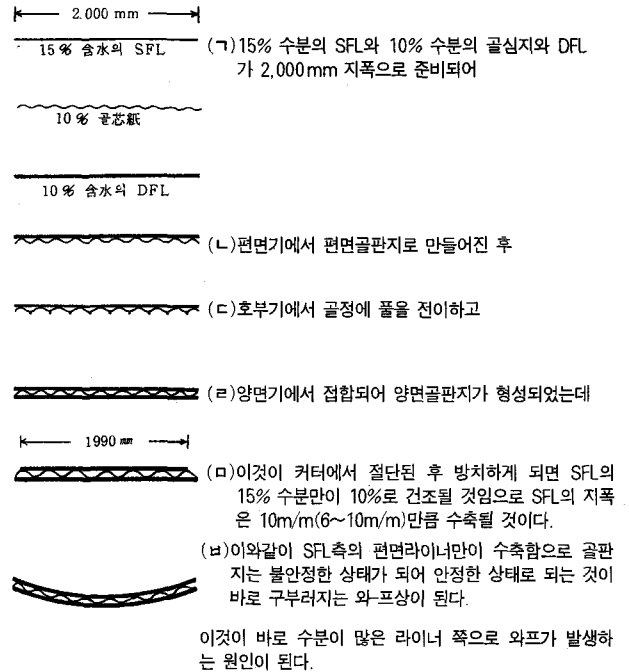 2.000 mm
15% 含水의 SFL
(ㄱ)15% 수분의 SFL와 10% 수분의 골심지와 DFL
가 2,000mm 지폭으로 준비되어
10% 골芯紙
10% 含水의 DFL
(ㄴ)편면기에서 편면골판지로 만들어진 후
(ㄷ)호부기에서 골정에 풀을 전이하고
(ㄹ)양면기에서 접합되어 양면골판지가 형성되었는데
1990 mm
(ㅁ)이것이 커터에서 절단된 후 방치하게 되면 SFL의
15% 수분만이 10%로 건조될 것임으로 SFL의 지폭
은 10m/m(6~10m/m)만큼 수축될 것이다.
(ㅂ)이와같이 SFL측의 편면라이너만이 수축함으로 골판
지는 불안정한 상태가 되어 안정한 상태로 되는 것이
바로 구부러지는 와-프상이 된다.
이것이 바로 수분이 많은 라이너 쪽으로 와프가 발생하
는 원인이 된다.